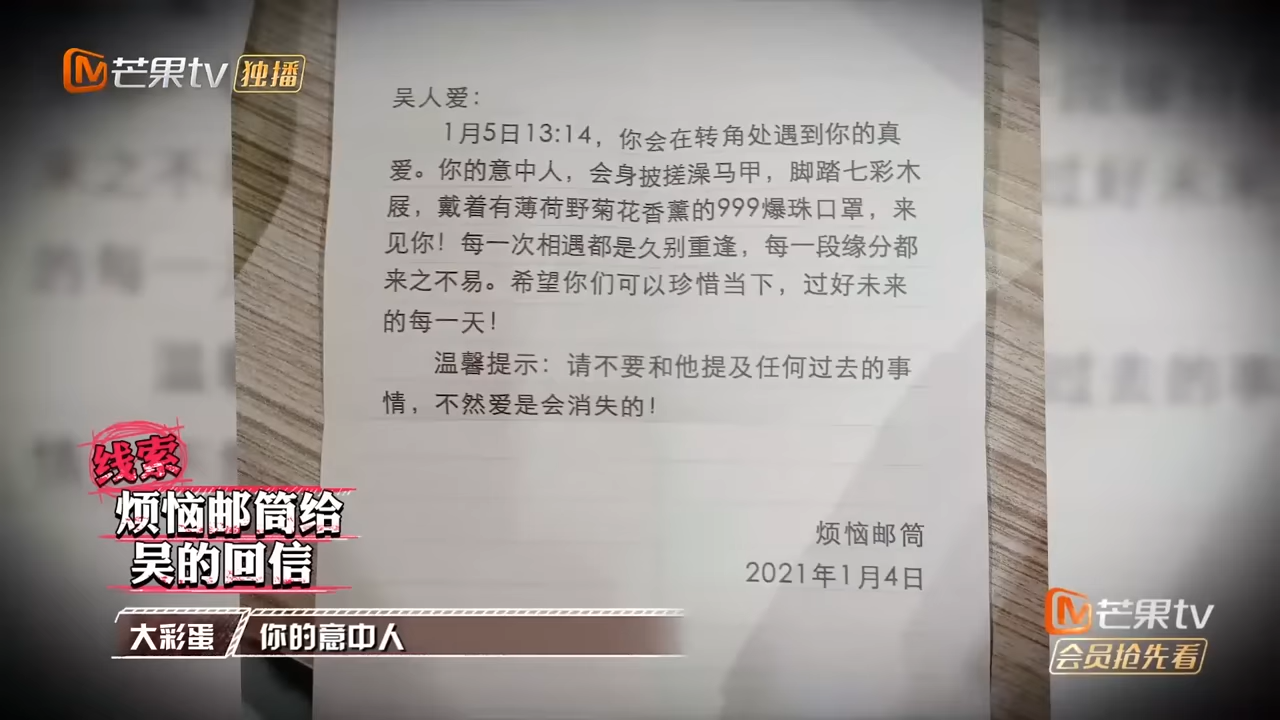 芒果tv 独播
吴人爱：
1月5日13:14，你会在转角处遇到你的真
爱。你的意中人，会身披搓澡马甲，脚踏七彩木
屐，戴着有薄荷野菊花香薰的999爆珠口罩，来
见你！每一次相遇都是久别重逢，每一段缘分都
来之不易。希望你们可以珍惜当下，过好未来
的每一天！
温馨提示：请不要和他提及任何过去的事
情，不然爱是会消失的！
烦恼邮筒
2021年1月4日
线索
烦恼邮筒给
吴的回信
大彩蛋 你的意中人
芒果tv
会员抢先看